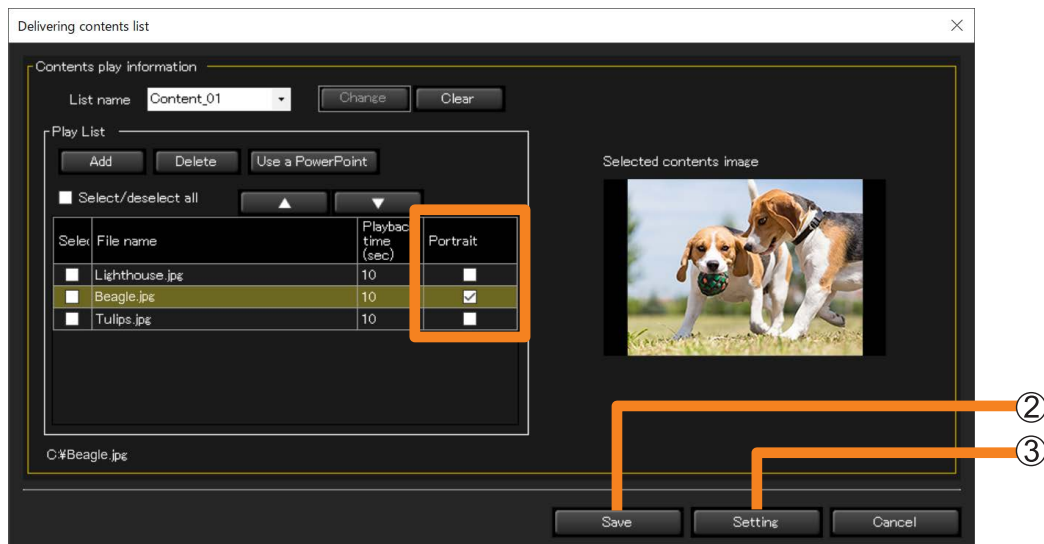 Delivering contents list
Contents play information
List name Content_01 Change Clear
Play List
Add Delete Use a PowerPoint
Selected contents image
Select/deselect all ▲ ▼
Selec File name Playbac time (sec) Portrait
Lighthouse.jpg 10
Beagle.jpg 10
Tulips.jpg 10
②
C:¥Beagle.jpg
③
Save Setting Cancel